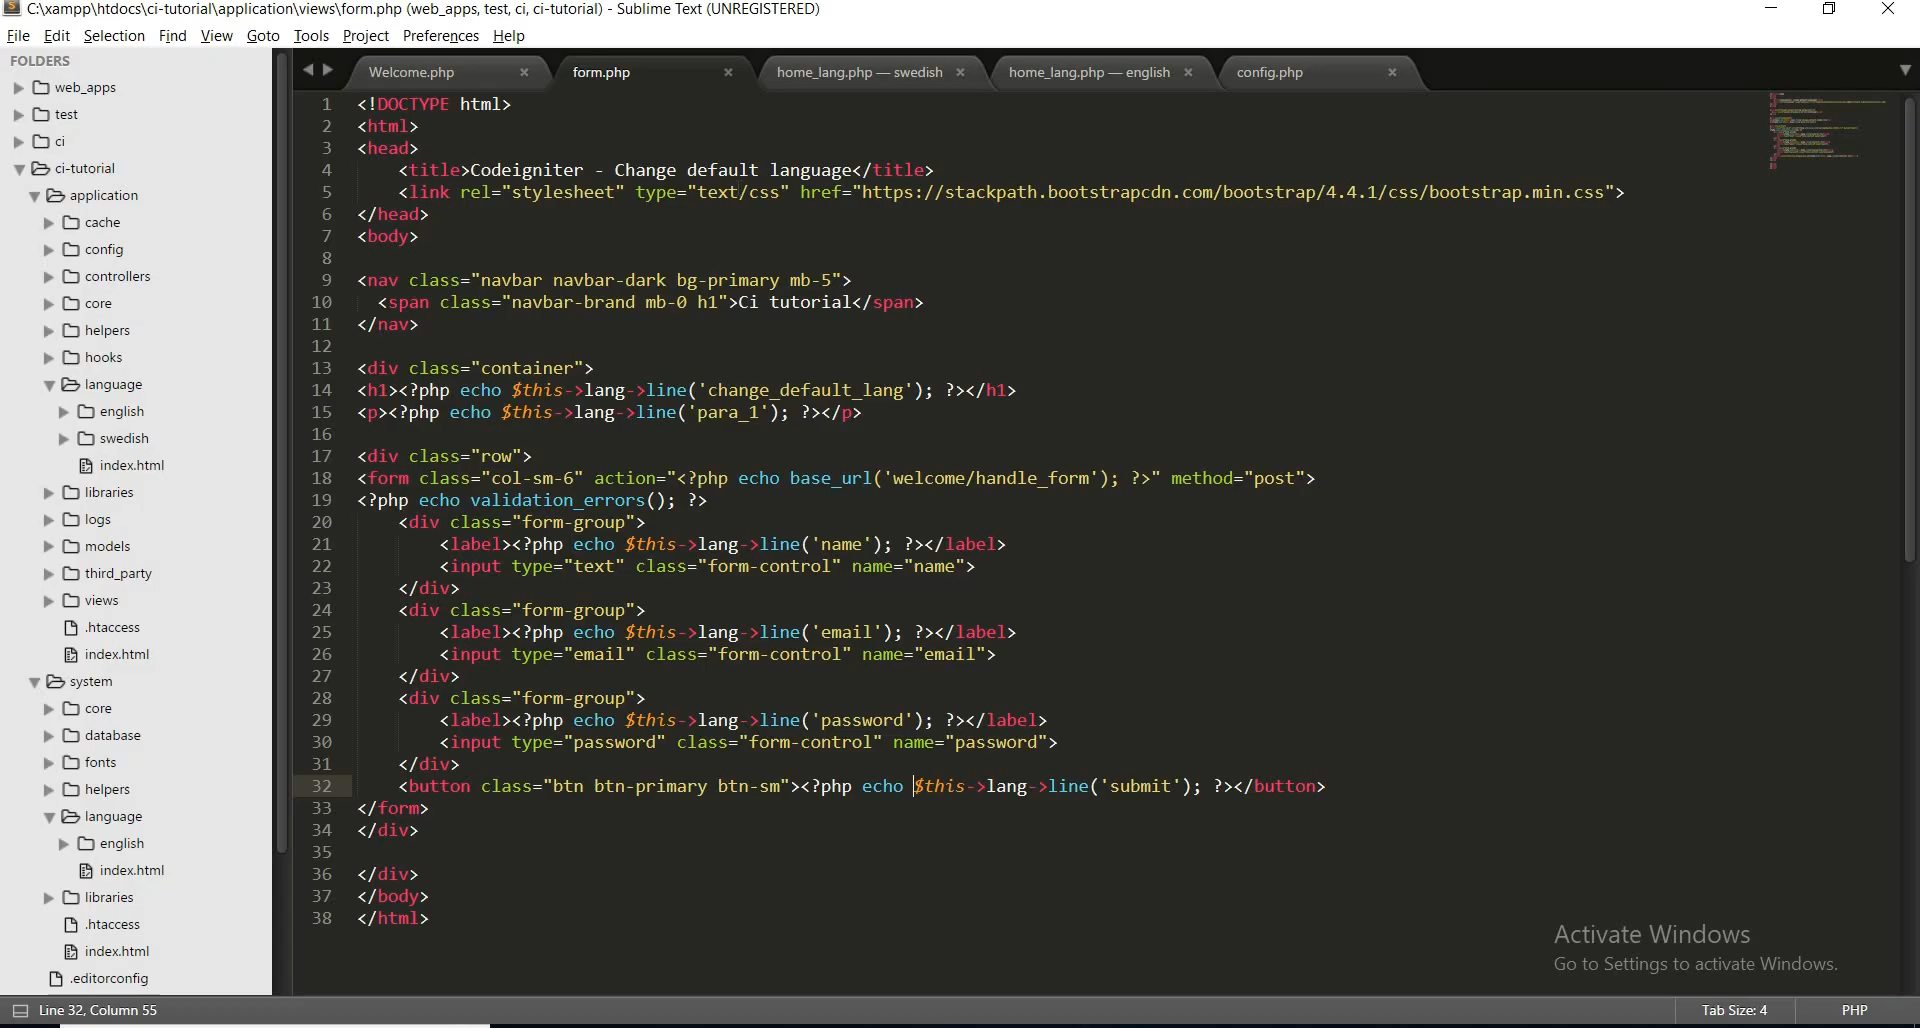 C:\xampp\htdocs\ci-tutorial\application\views\form.php (web_apps, test, ci, ci-tutorial) - Sublime Text (UNREGISTERED)
File Edit Selection Find View Goto Tools Project Preferences Help
FOLDERS
web_apps
test
ci
ci-tutorial
application
cache
config
controllers
core
helpers
hooks
language
english
swedish
index.html
libraries
logs
models
third_party
views
.htaccess
index.html
system
core
database
fonts
helpers
language
english
index.html
libraries
.htaccess
index.html
.editorconfig
Welcome.php form.php home_lang.php — swedish home_lang.php — english config.php
1 <!DOCTYPE html>
2 <html>
3 <head>
4 <title>Codeigniter - Change default language</title>
5 <link rel="stylesheet" type="text/css" href="https://stackpath.bootstrapcdn.com/bootstrap/4.4.1/css/bootstrap.min.css">
6 </head>
7 <body>
8
9 <nav class="navbar navbar-dark bg-primary mb-5">
10 <span class="navbar-brand mb-0 h1">Ci tutorial</span>
11 </nav>
12
13 <div class="container">
14 <h1><?php echo $this->lang->line('change_default_lang'); ?></h1>
15 <p><?php echo $this->lang->line('para_1'); ?></p>
16
17 <div class="row">
18 <form class="col-sm-6" action="<?php echo base_url('welcome/handle_form'); ?>" method="post">
19 <?php echo validation_errors(); ?>
20 <div class="form-group">
21 <label><?php echo $this->lang->line('name'); ?></label>
22 <input type="text" class="form-control" name="name">
23 </div>
24 <div class="form-group">
25 <label><?php echo $this->lang->line('email'); ?></label>
26 <input type="email" class="form-control" name="email">
27 </div>
28 <div class="form-group">
29 <label><?php echo $this->lang->line('password'); ?></label>
30 <input type="password" class="form-control" name="password">
31 </div>
32 <button class="btn btn-primary btn-sm"><?php echo $this->lang->line('submit'); ?></button>
33 </form>
34 </div>
35
36 </div>
37 </body>
38 </html>
Activate Windows
Go to Settings to activate Windows.
Line 32, Column 55 Tab Size: 4 PHP